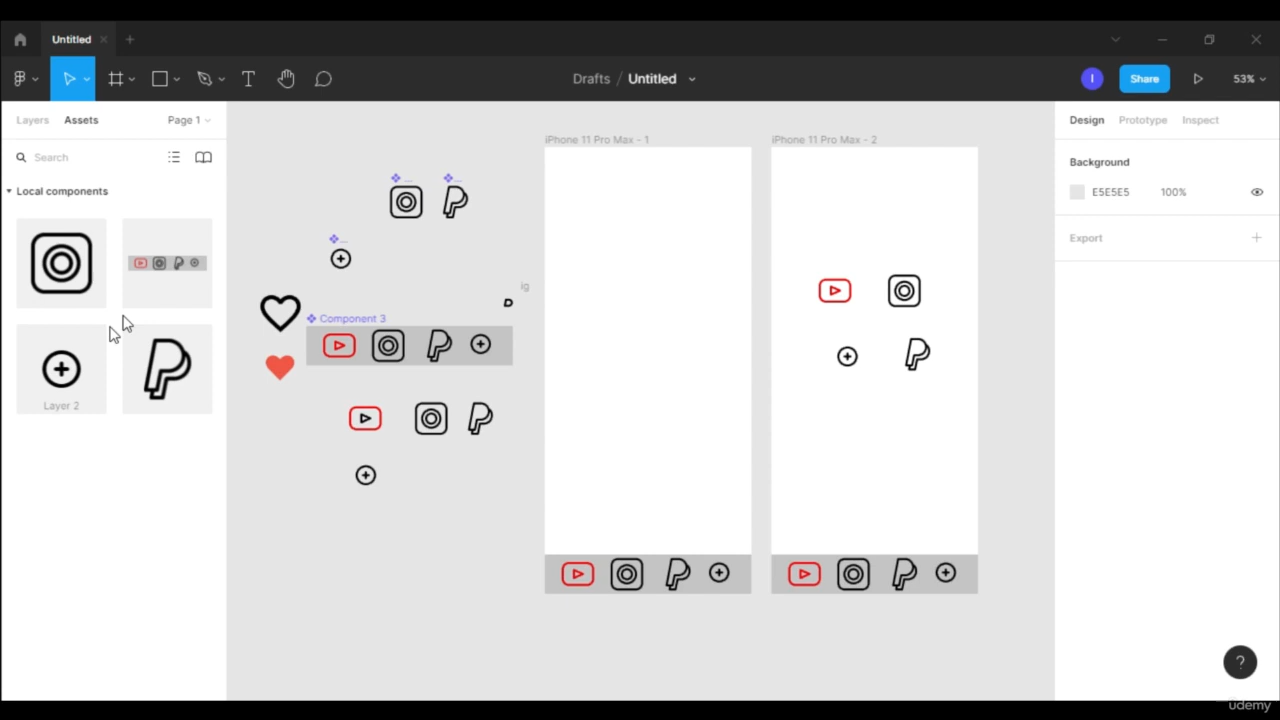 Untitled
Drafts / Untitled
I
Share
53%
Layers
Assets
Page 1
Search
Local components
Layer 2
...
...
...
Component 3
ig
iPhone 11 Pro Max - 1
iPhone 11 Pro Max - 2
Design
Prototype
Inspect
Background
E5E5E5
100%
Export
?
udemy